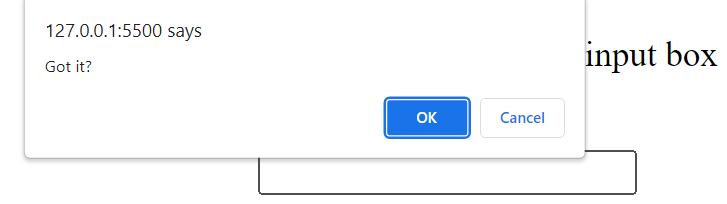 127.0.0.1:5500 says
Got it?
input box
OK
Cancel